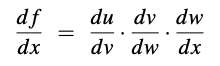 df/dx = du/dv · dv/dw · dw/dx